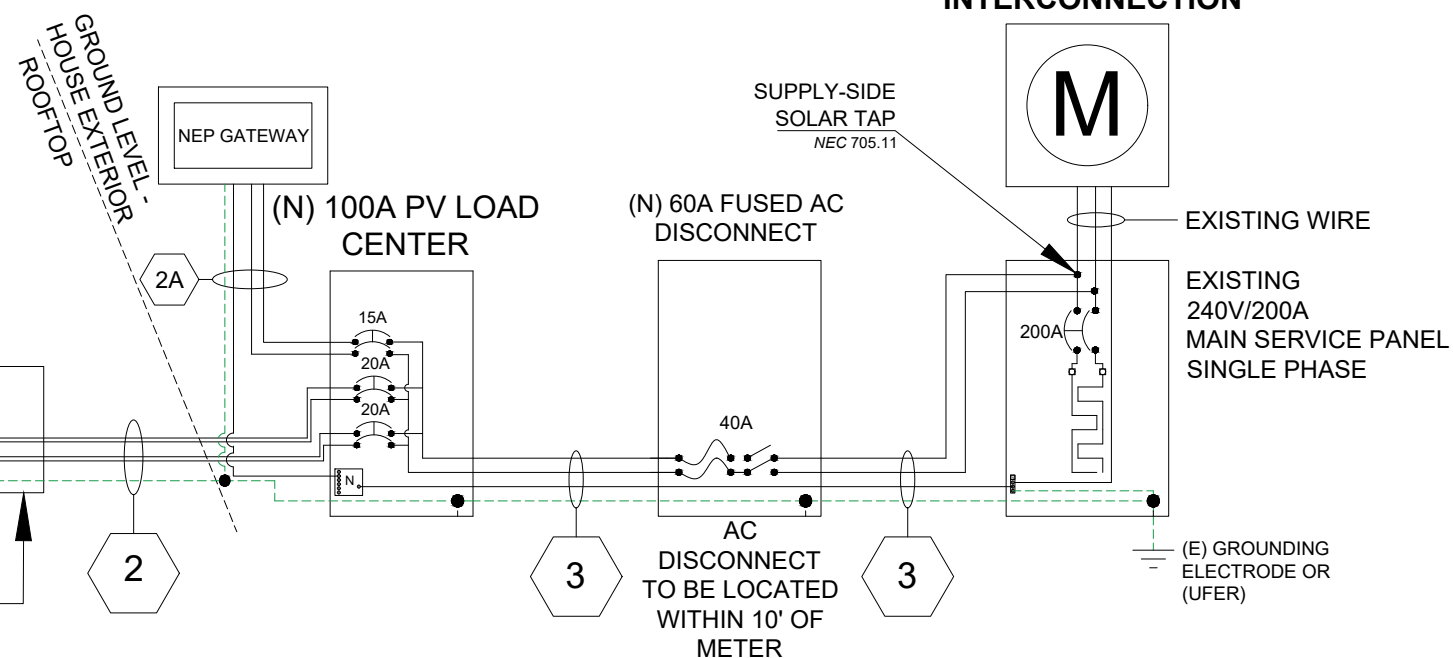 INTERCONNECTION
GROUND LEVEL -
HOUSE EXTERIOR
ROOFTOP
NEP GATEWAY
SUPPLY-SIDE
SOLAR TAP
NEC 705.11
M
(N) 100A PV LOAD
CENTER
(N) 60A FUSED AC
DISCONNECT
EXISTING WIRE
2A
EXISTING
240V/200A
MAIN SERVICE PANEL
SINGLE PHASE
15A
20A
20A
200A
40A
N
2
3
3
AC
DISCONNECT
TO BE LOCATED
WITHIN 10' OF
METER
(E) GROUNDING
ELECTRODE OR
(UFER)